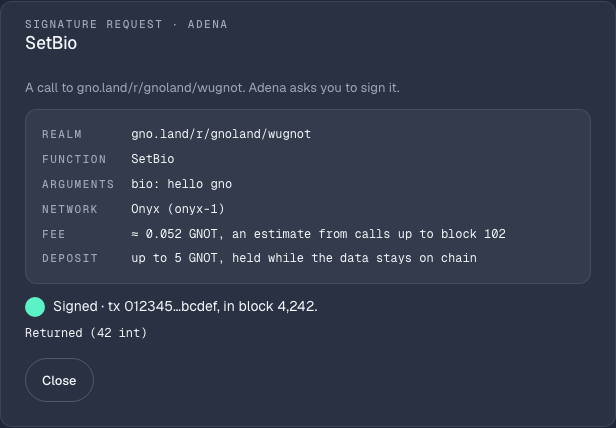 SIGNATURE REQUEST · ADENA
SetBio
A call to gno.land/r/gnoland/wugnot. Adena asks you to sign it.
REALM gno.land/r/gnoland/wugnot
FUNCTION SetBio
ARGUMENTS bio: hello gno
NETWORK Onyx (onyx-1)
FEE ≈ 0.052 GNOT, an estimate from calls up to block 102
DEPOSIT up to 5 GNOT, held while the data stays on chain
Signed · tx 012345…bcdef, in block 4,242.
Returned (42 int)
Close